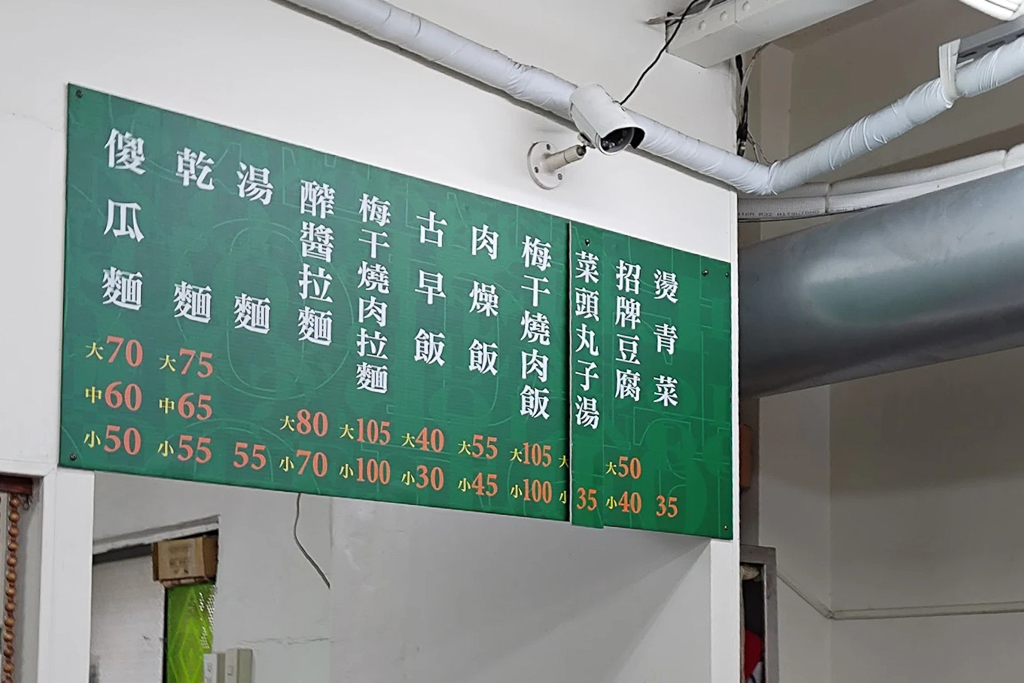 傻瓜麵 大70 中60 小50
乾麵 大75 中65 小55
湯麵 55
醡醬拉麵 大80 小70
梅干燒肉拉麵 大105 小100
古早飯 大40 小30
肉燥飯 大55 小45
梅干燒肉飯 大105 小100
菜頭丸子湯 35
招牌豆腐 大50 小40
燙青菜 35